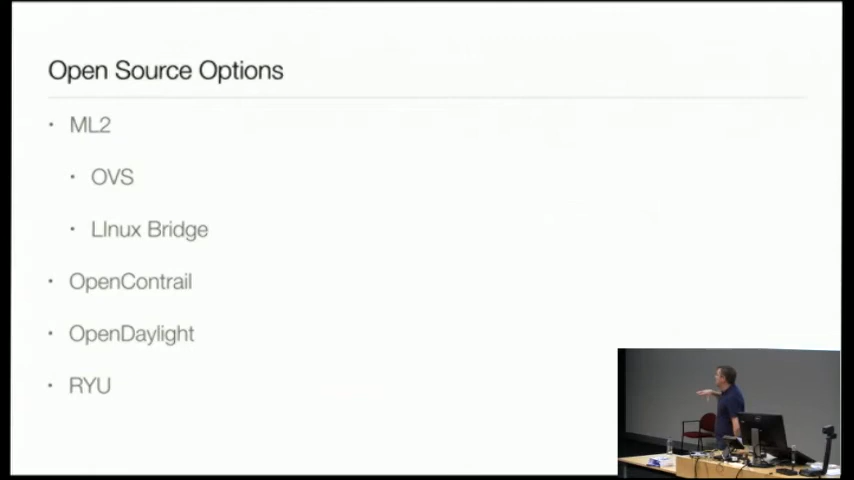 Open Source Options
• ML2
• OVS
• LInux Bridge
• OpenContrail
• OpenDaylight
• RYU